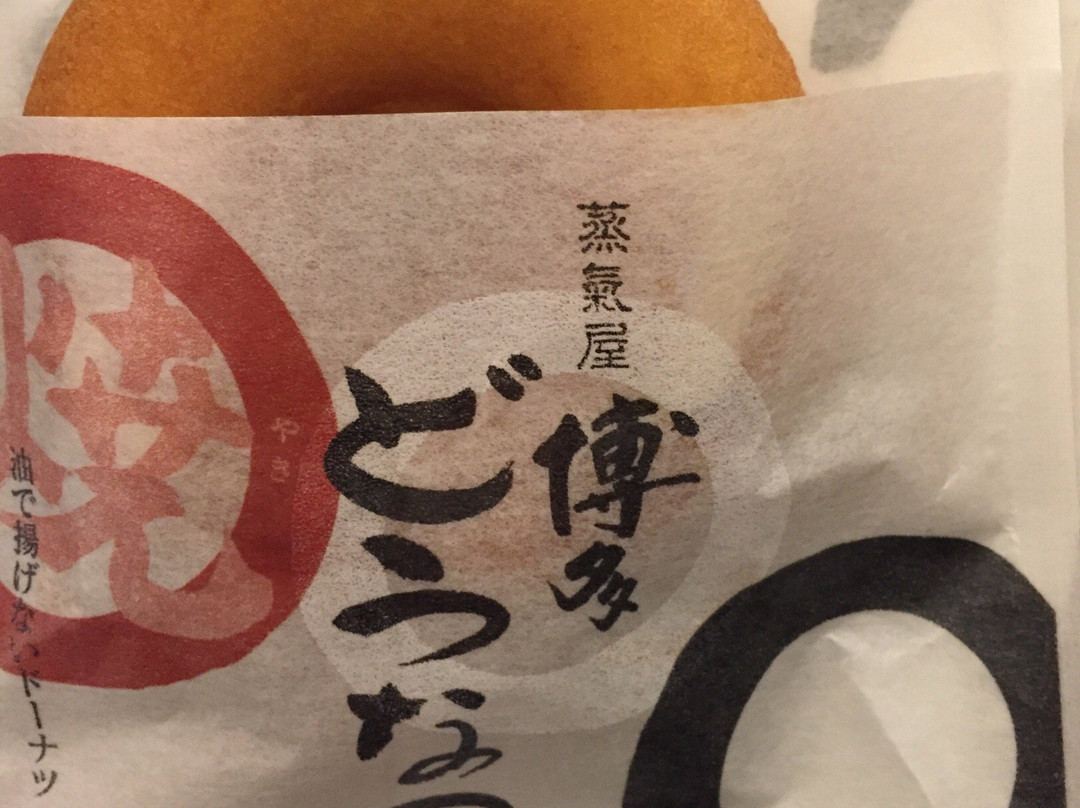 蒸氣屋
博多
どうなつ
焼
やき
油で揚げないドーナツ